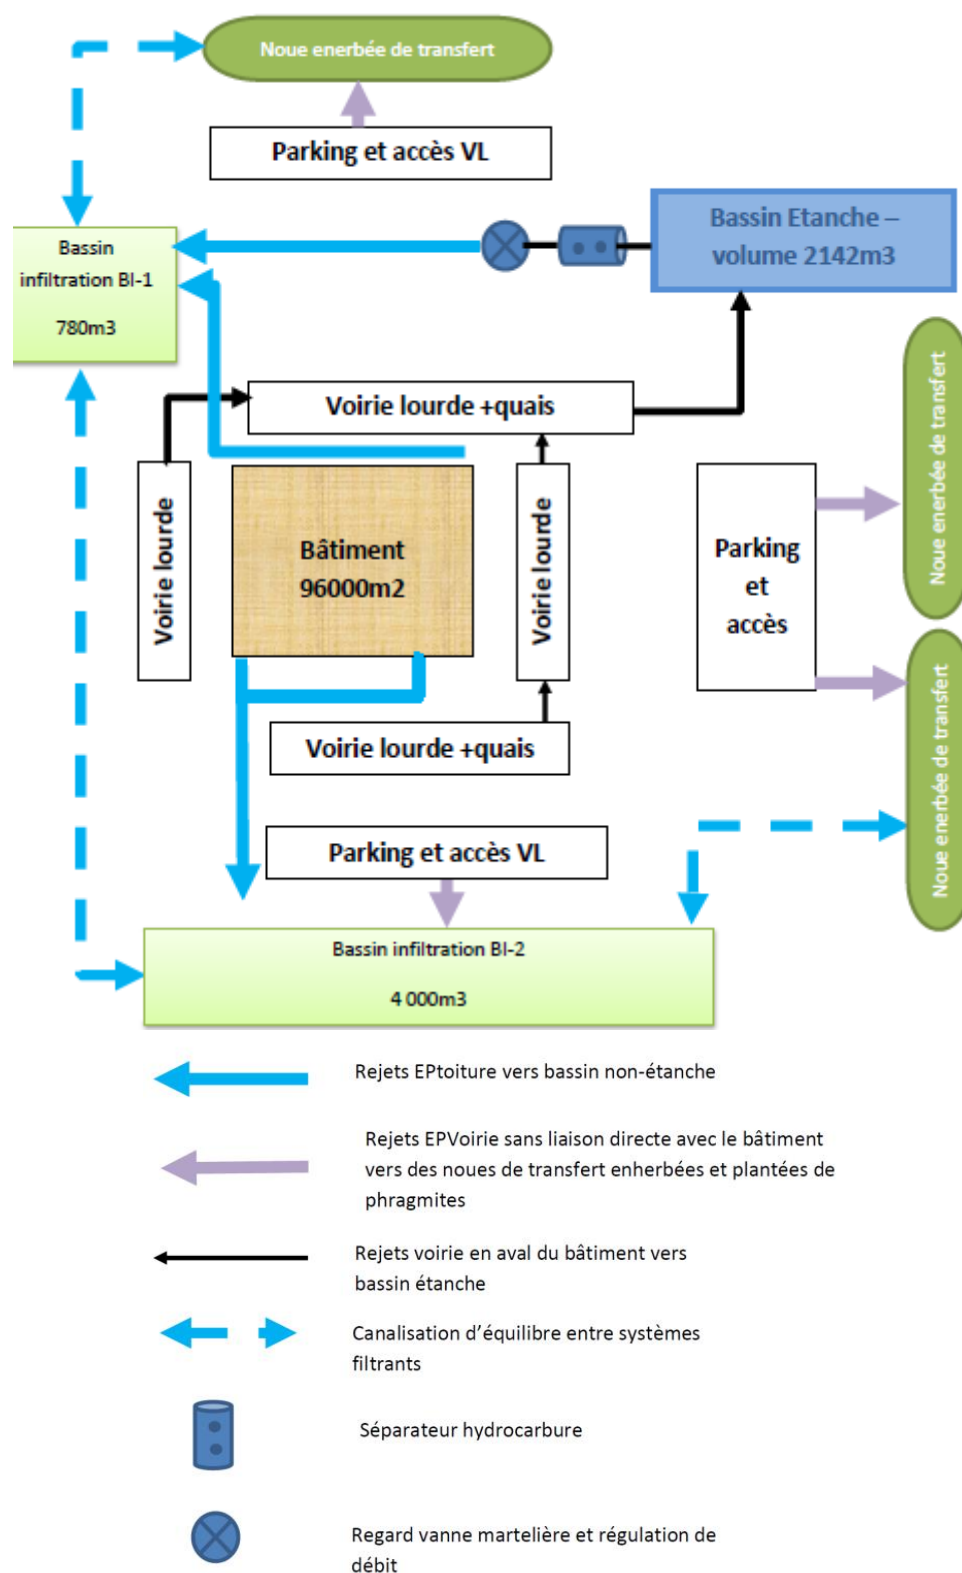 Noue enerbée de transfert
Parking et accès VL
Bassin Etanche –
volume 2142m3
Bassin
infiltration BI-1
780m3
Noue enerbée de transfert
Voirie lourde +quais
Voirie lourde
Bâtiment
96000m2
Voirie lourde
Parking
et
accès
Noue enerbée de transfert
Voirie lourde +quais
Parking et accès VL
Bassin infiltration BI-2
4 000m3
Rejets EPtoiture vers bassin non-étanche
Rejets EPVoirie sans liaison directe avec le bâtiment
vers des noues de transfert enherbées et plantées de
phragmites
Rejets voirie en aval du bâtiment vers
bassin étanche
Canalisation d’équilibre entre systèmes
filtrants
Séparateur hydrocarbure
Regard vanne martelière et régulation de
débit